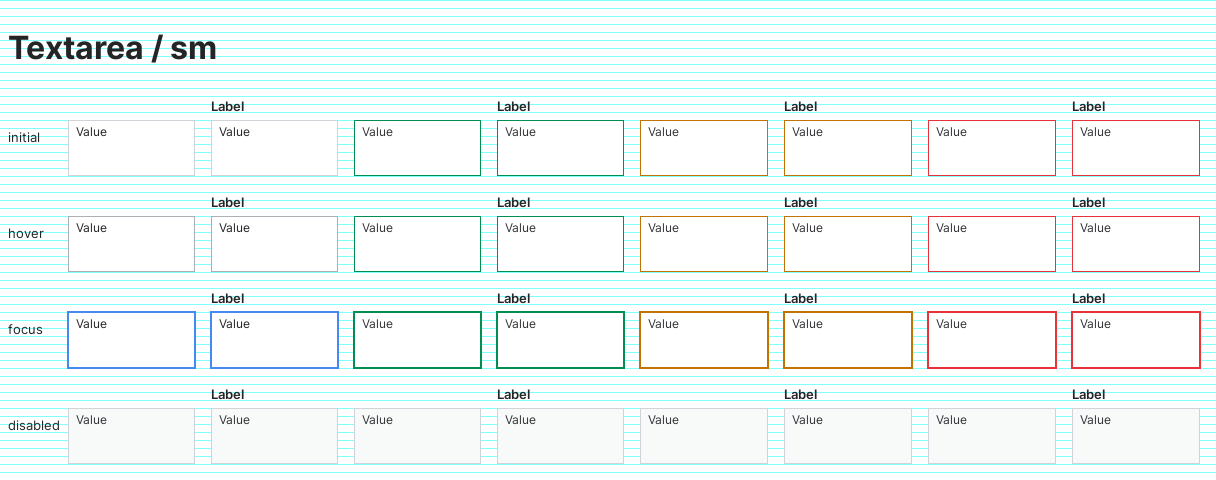 Textarea / sm
Label Label Label Label
initial Value Value Value Value Value Value Value Value
Label Label Label Label
hover Value Value Value Value Value Value Value Value
Label Label Label Label
focus Value Value Value Value Value Value Value Value
Label Label Label Label
disabled Value Value Value Value Value Value Value Value